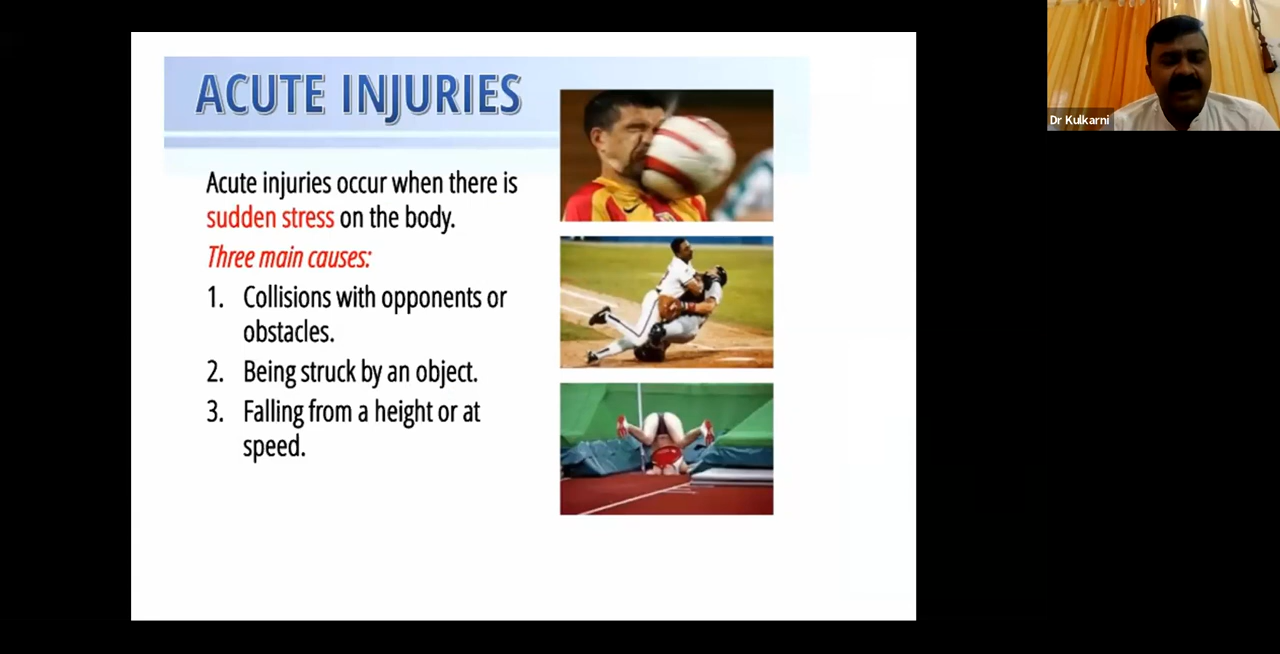 ACUTE INJURIES
Acute injuries occur when there is
sudden stress on the body.
Three main causes:
1. Collisions with opponents or
obstacles.
2. Being struck by an object.
3. Falling from a height or at
speed.
Dr Kulkarni